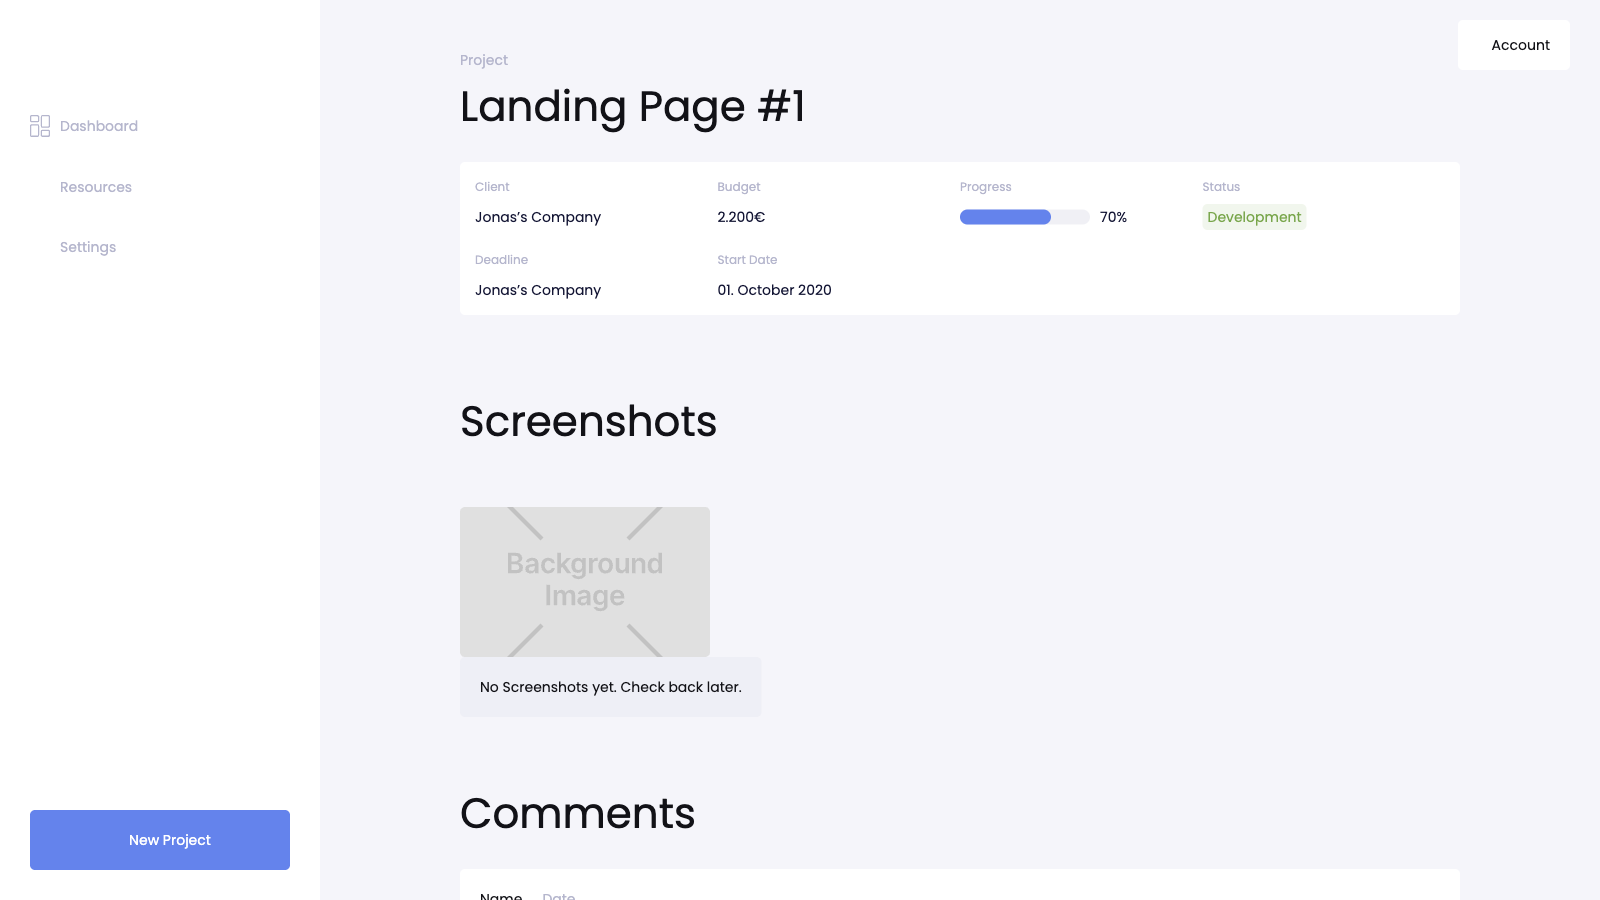 Account
Dashboard
Resources
Settings
New Project
Project
Landing Page #1
Client
Budget
Progress
Status
Jonas’s Company
2.200€
70%
Development
Deadline
Start Date
Jonas’s Company
01. October 2020
Screenshots
Background
Image
No Screenshots yet. Check back later.
Comments
Name
Date